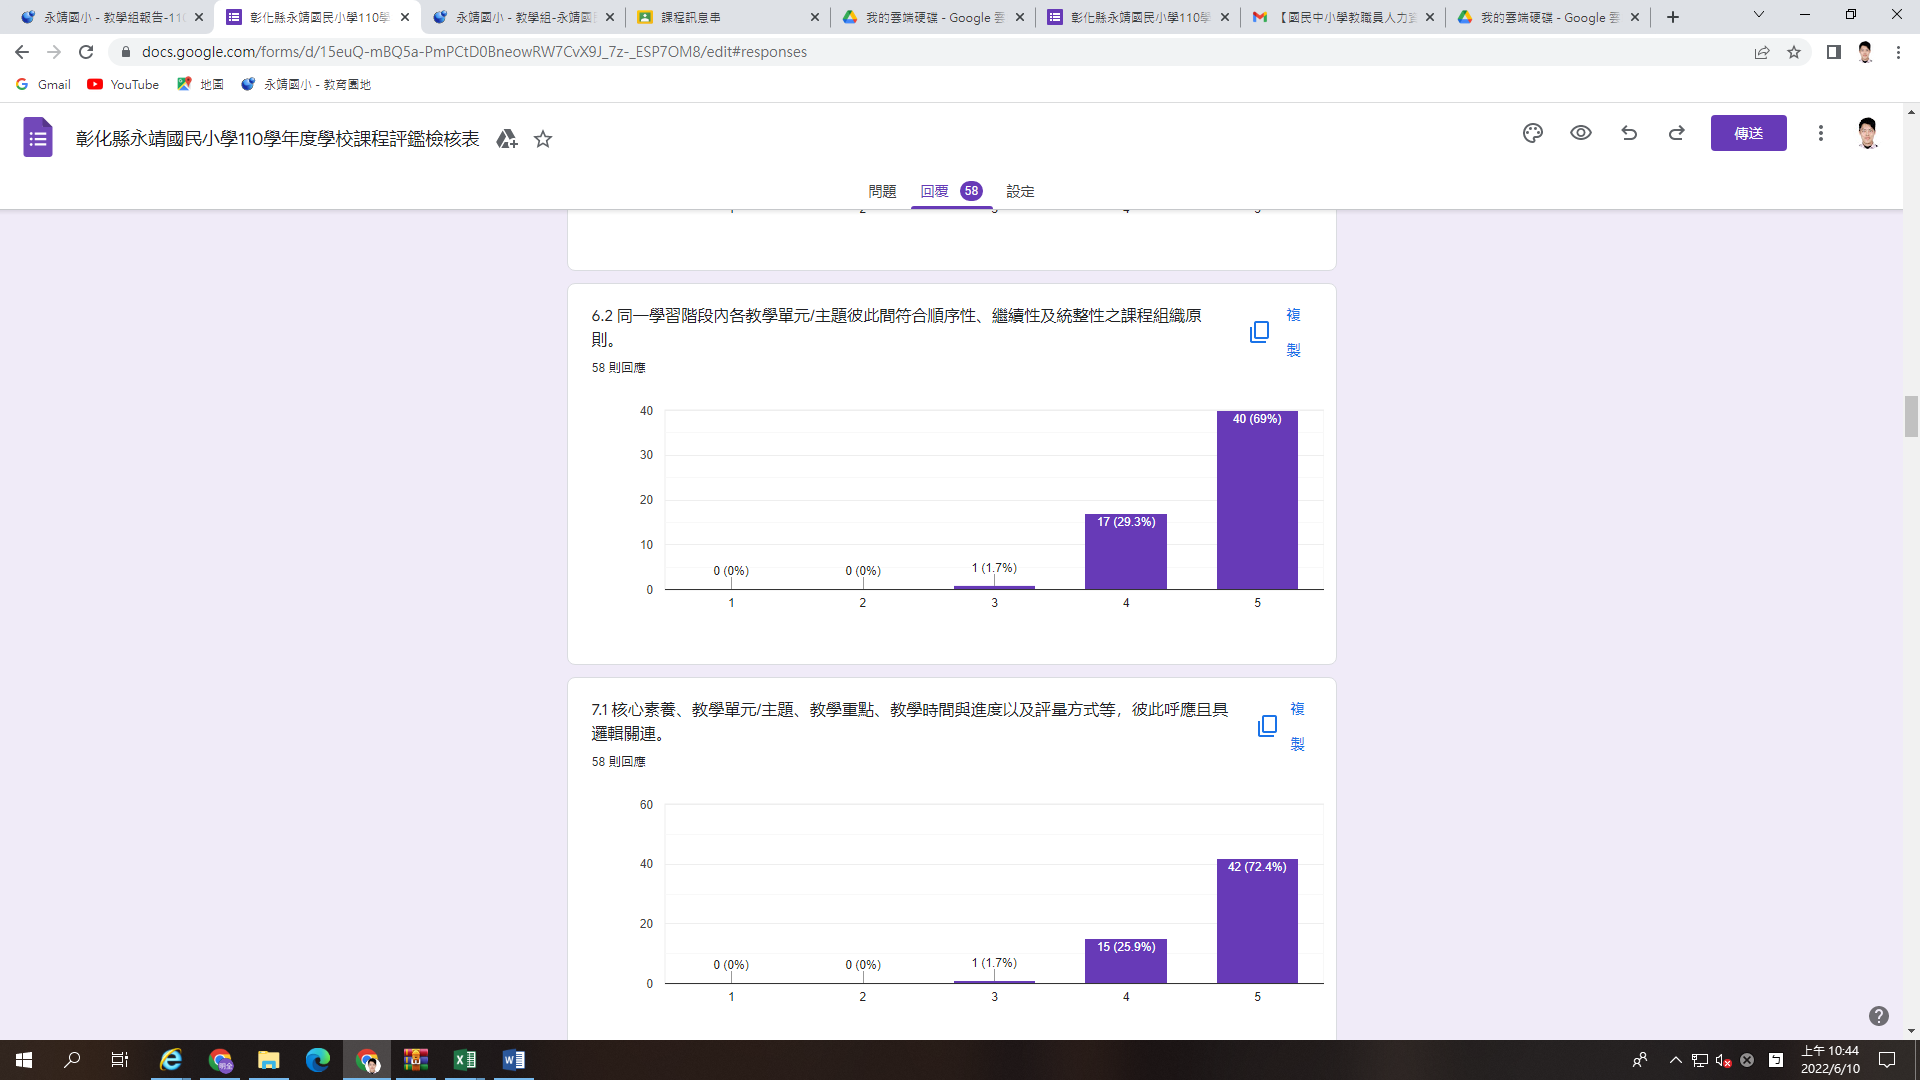 永靖國小 - 教學組報告-110
彰化縣永靖國民小學110學
永靖國小 - 教學組-永靖國
課程訊息串
我的雲端硬碟 - Google 雲
彰化縣永靖國民小學110學
【國民中小學教職員人力資
我的雲端硬碟 - Google 雲
docs.google.com/forms/d/15euQ-mBQ5a-PmPCtD0BneowRW7CvX9J_7z-_ESP7OM8/edit#responses
Gmail
YouTube
地圖
永靖國小 - 教育園地
彰化縣永靖國民小學110學年度學校課程評鑑檢核表
傳送
問題
回覆 58
設定
6.2 同一學習階段內各教學單元/主題彼此間符合順序性、繼續性及統整性之課程組織原
則。
複
製
58 則回應
40
30
20
10
0
0 (0%)
0 (0%)
1 (1.7%)
17 (29.3%)
40 (69%)
1
2
3
4
5
7.1 核心素養、教學單元/主題、教學重點、教學時間與進度以及評量方式等，彼此呼應且具
邏輯關連。
複
製
58 則回應
60
40
20
0
0 (0%)
0 (0%)
1 (1.7%)
15 (25.9%)
42 (72.4%)
1
2
3
4
5
上午 10:44
2022/6/10